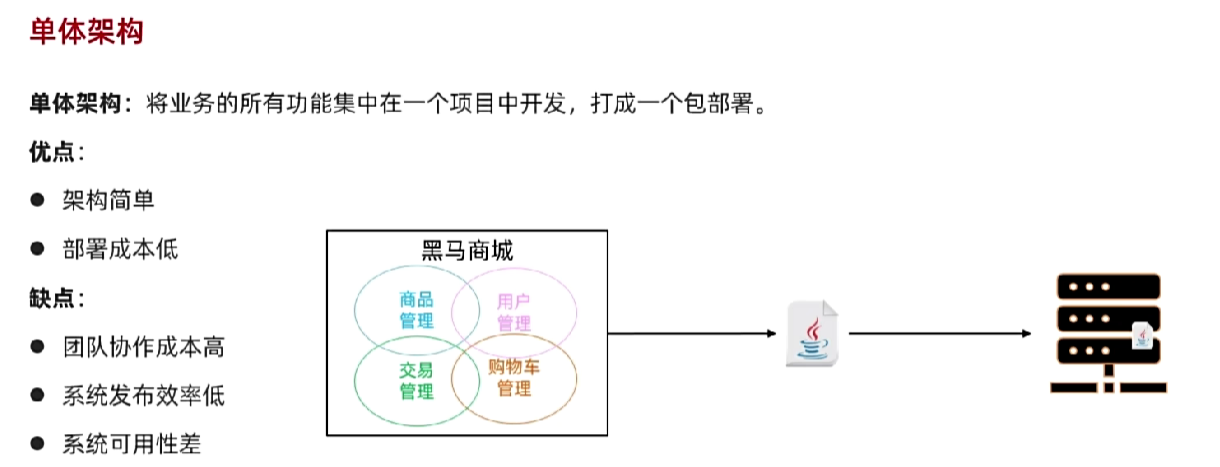 单体架构
单体架构：将业务的所有功能集中在一个项目中开发，打成一个包部署。
优点：
● 架构简单
● 部署成本低
缺点：
● 团队协作成本高
● 系统发布效率低
● 系统可用性差
黑马商城
商品
管理
用户
管理
交易
管理
购物车
管理